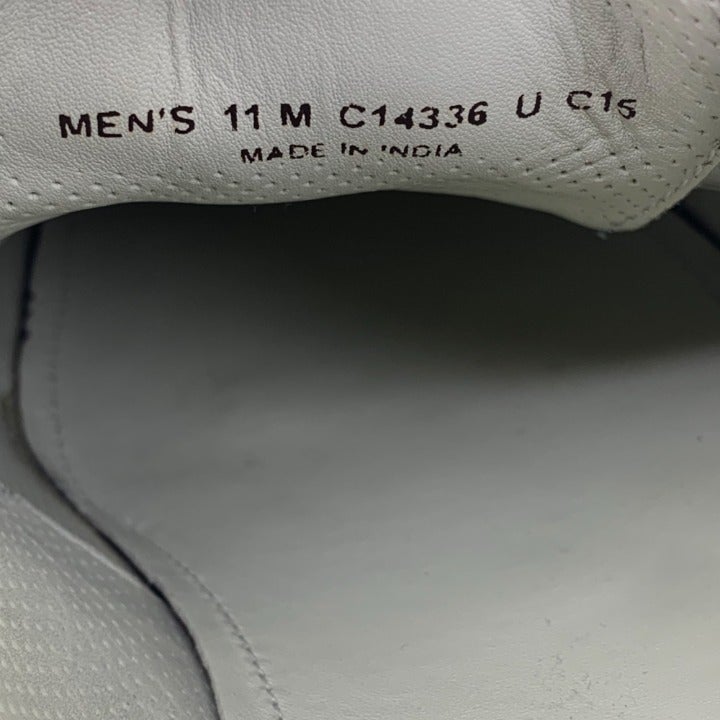 MEN'S 11 M C14336 U C15
MADE IN INDIA